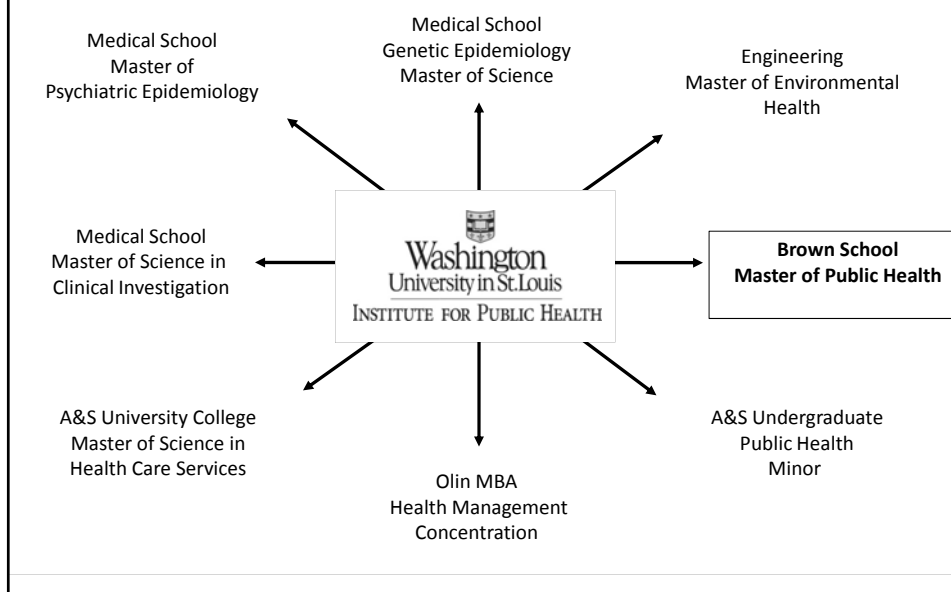 Medical School
Master of
Psychiatric Epidemiology
Medical School
Genetic Epidemiology
Master of Science
Engineering
Master of Environmental
Health
Medical School
Master of Science in
Clinical Investigation
Washington
University in St.Louis
INSTITUTE FOR PUBLIC HEALTH
Brown School
Master of Public Health
A&S University College
Master of Science in
Health Care Services
Olin MBA
Health Management
Concentration
A&S Undergraduate
Public Health
Minor